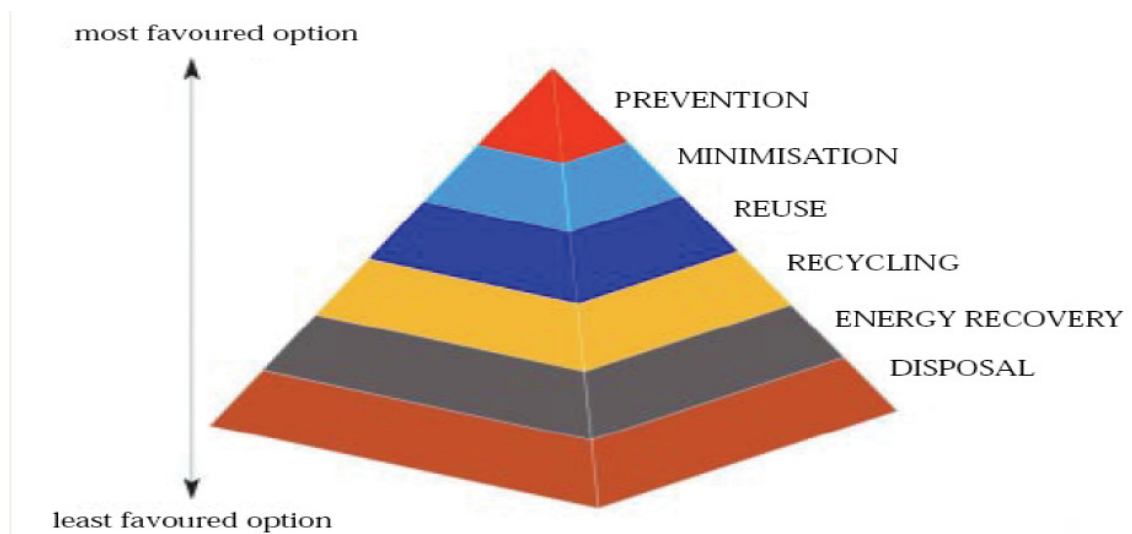 most favoured option
PREVENTION
MINIMISATION
REUSE
RECYCLING
ENERGY RECOVERY
DISPOSAL
least favoured option